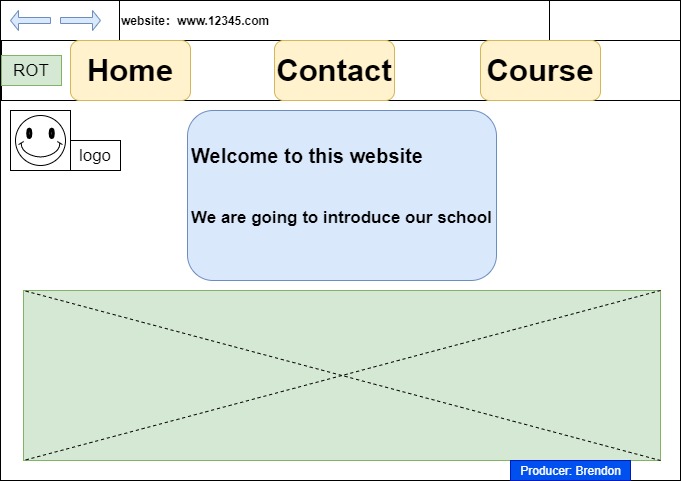 website: www.12345.com
ROT
Home
Contact
Course
logo
Welcome to this website
We are going to introduce our school
Producer: Brendon